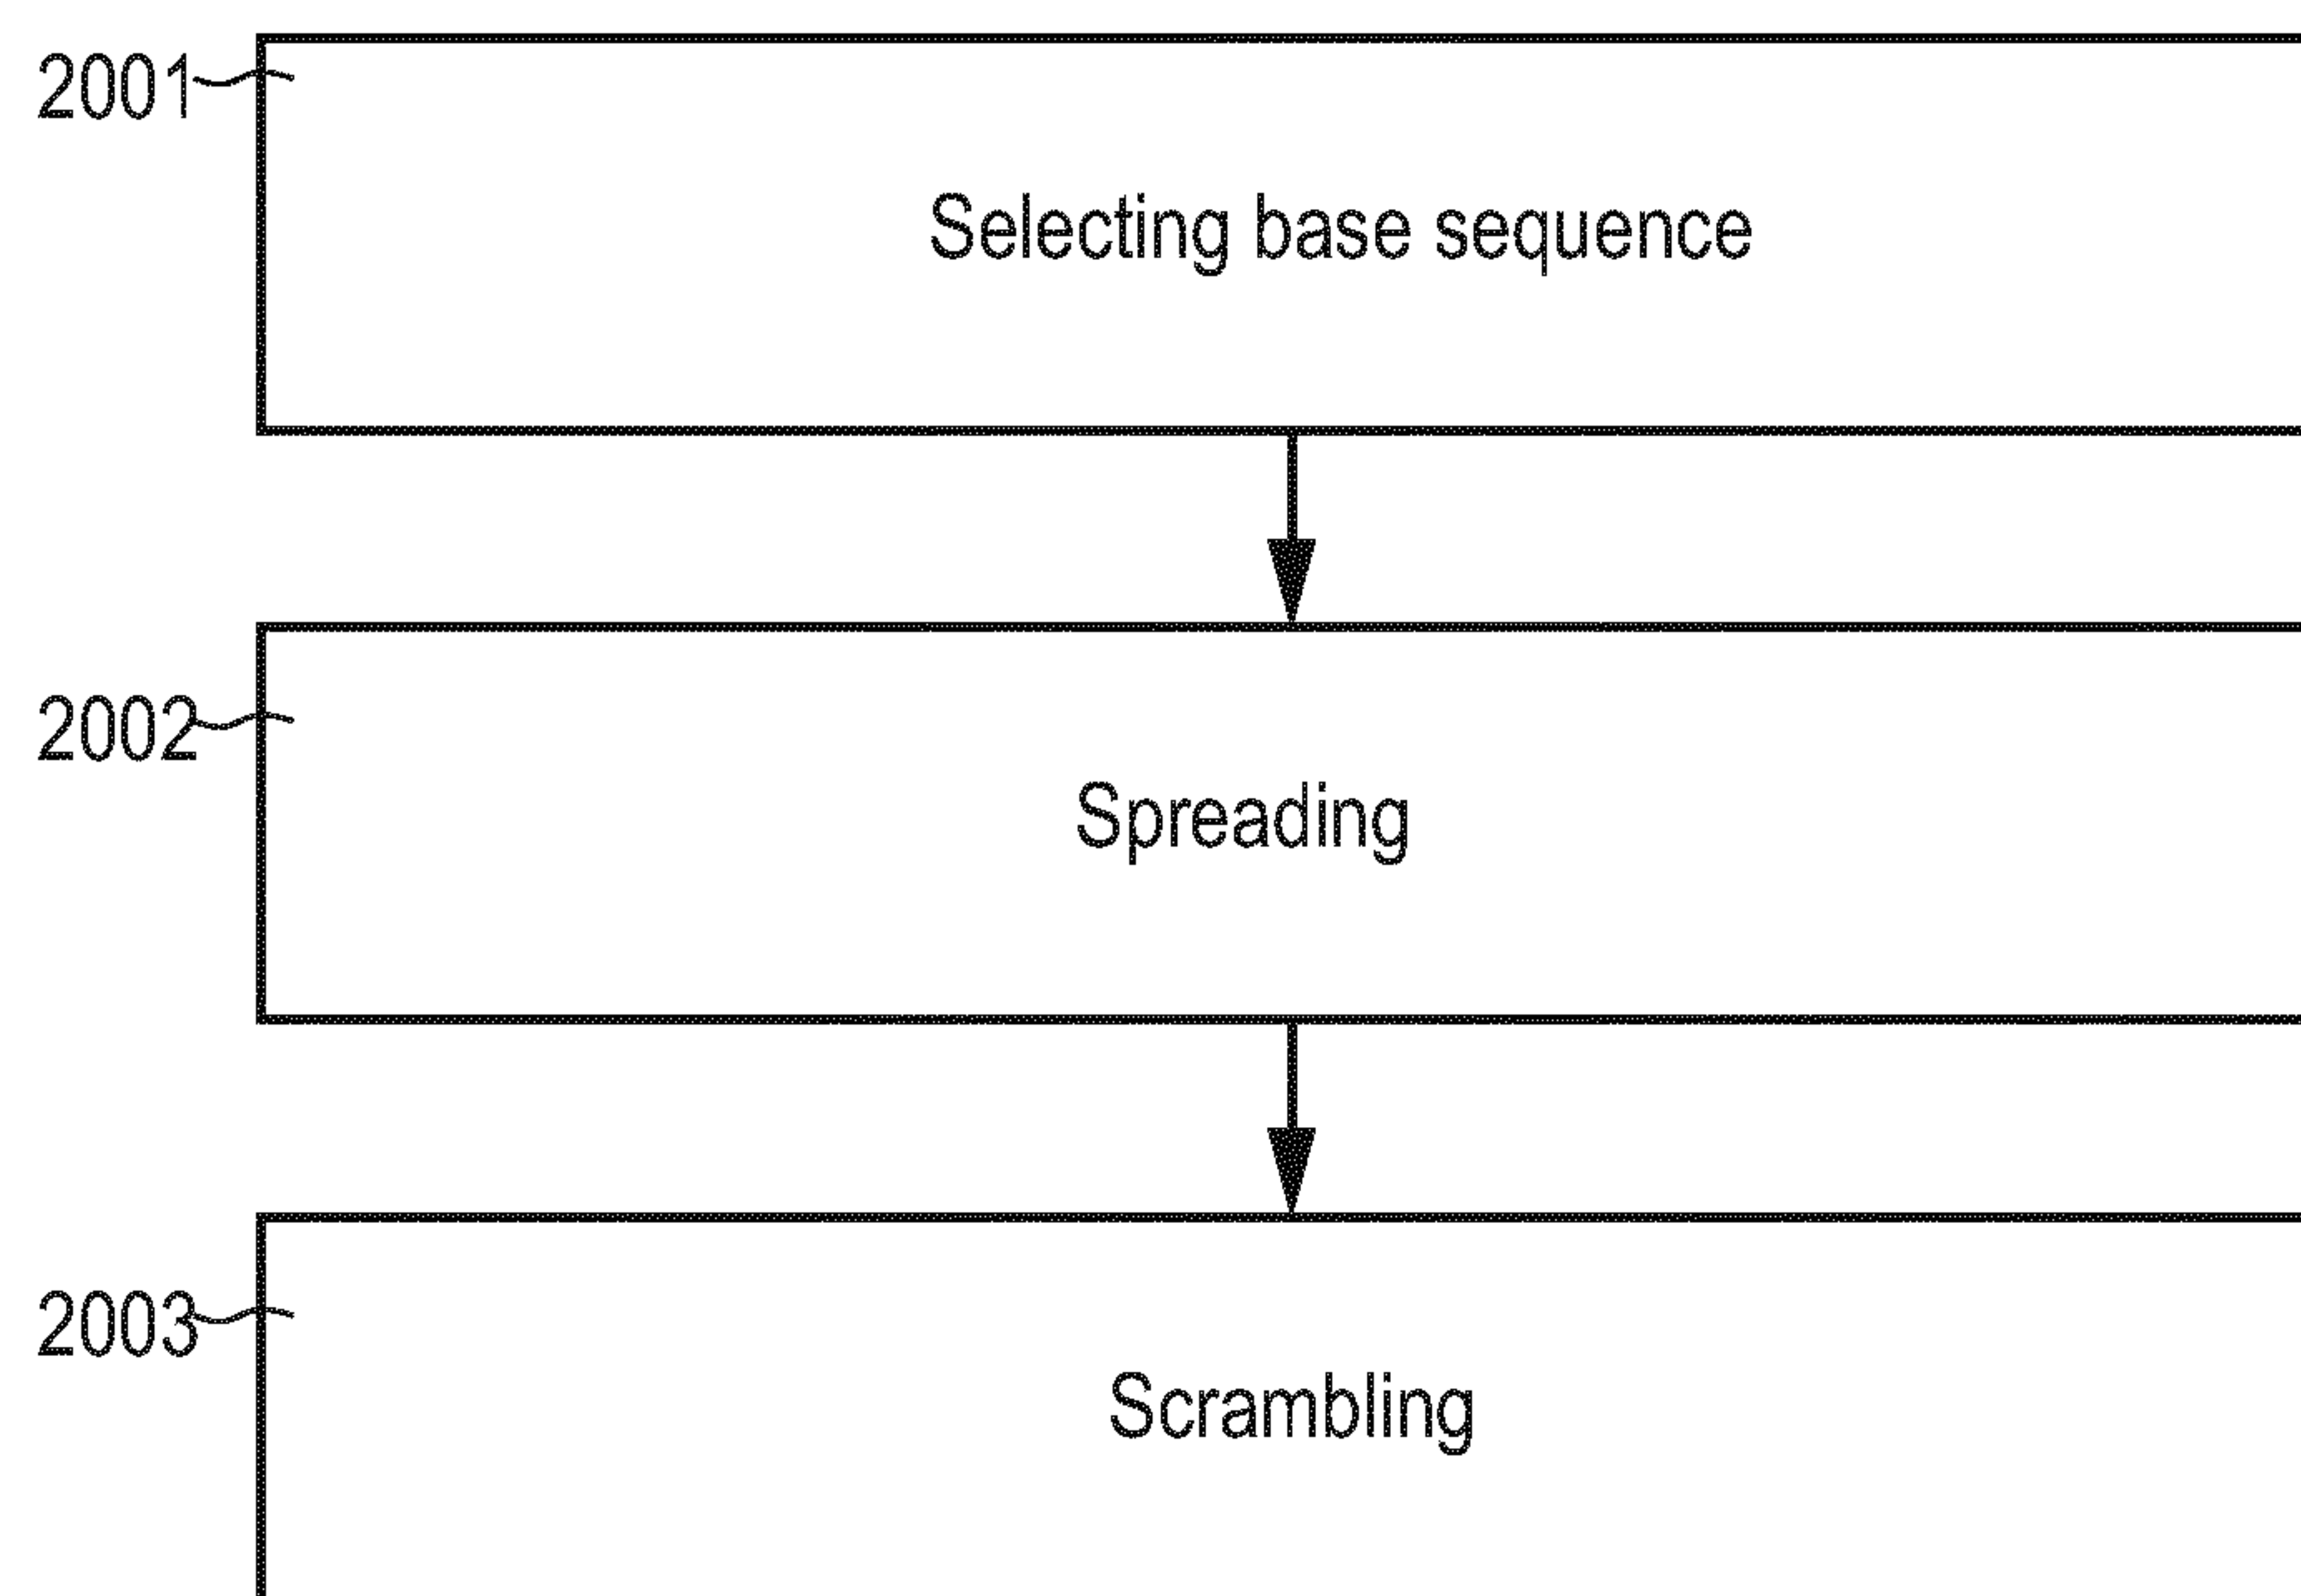 2001
Selecting base sequence
2002
Spreading
2003
Scrambling